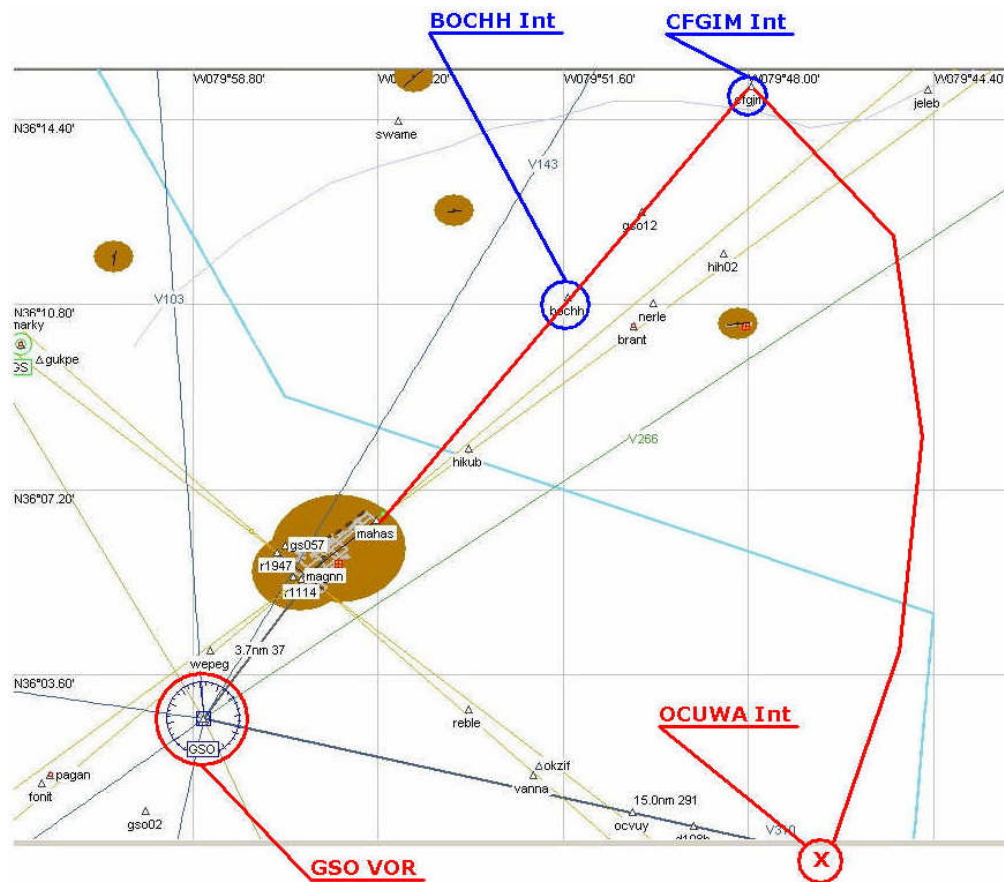 BOCHH Int
CFGIM Int
W079°58.80'
W079°51.60'
W079°48.00'
W079°44.40'
cfgim
jeleb
N36°14.40'
swame
V143
gso12
hih02
V103
bochh
N36°10.80'
nerle
marky
brant
gukpe
GS
V266
hikub
N36°07.20'
mahas
gs057
r1947
magnn
r1114
3.7nm 37
wepeg
N36°03.60'
reble
OCUWA Int
GSO
okzif
pagan
vanna
fonit
15.0nm 291
gso02
ocvuy
V310
X
GSO VOR